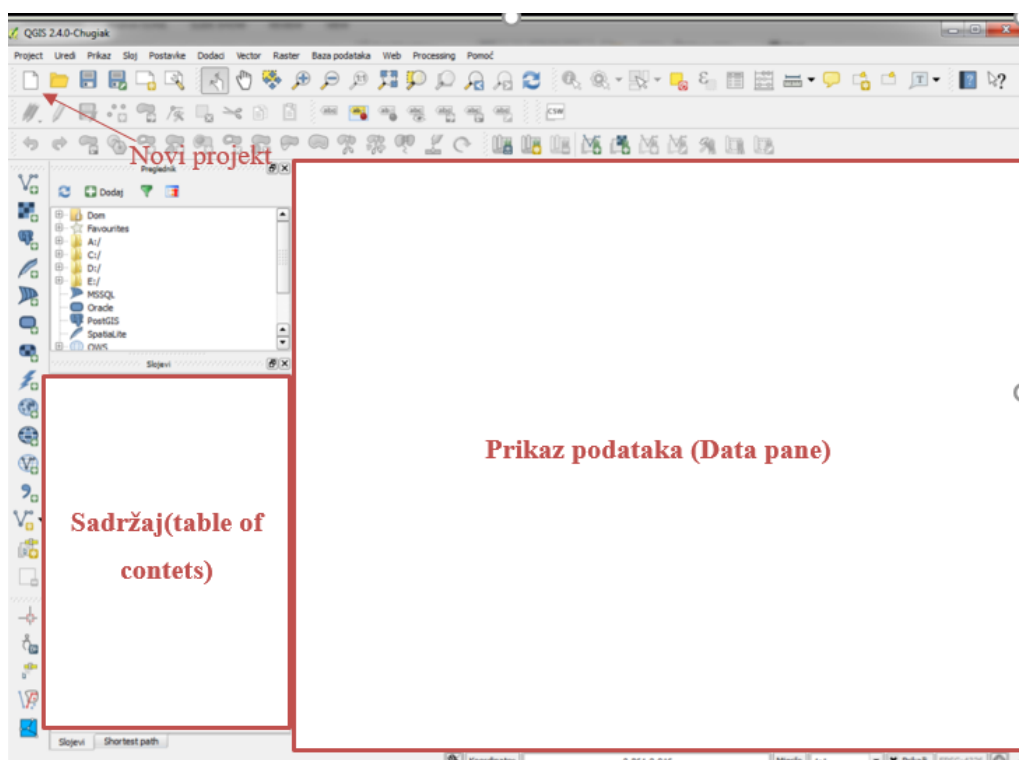 QGIS 2.4.0-Chugiak
Project Uredi Prikaz Sloj Postavke Dodaci Vector Raster Baza podataka Web Processing Pomoć
CSW
Novi projekt
Preglednik
Dodaj
Dom
Favourites
A:/
C:/
D:/
E:/
MSSQL
Oracle
PostGIS
SpatiaLite
OWS
Slojevi
Prikaz podataka (Data pane)
Sadržaj(table of
contets)
Slojevi Shortest path